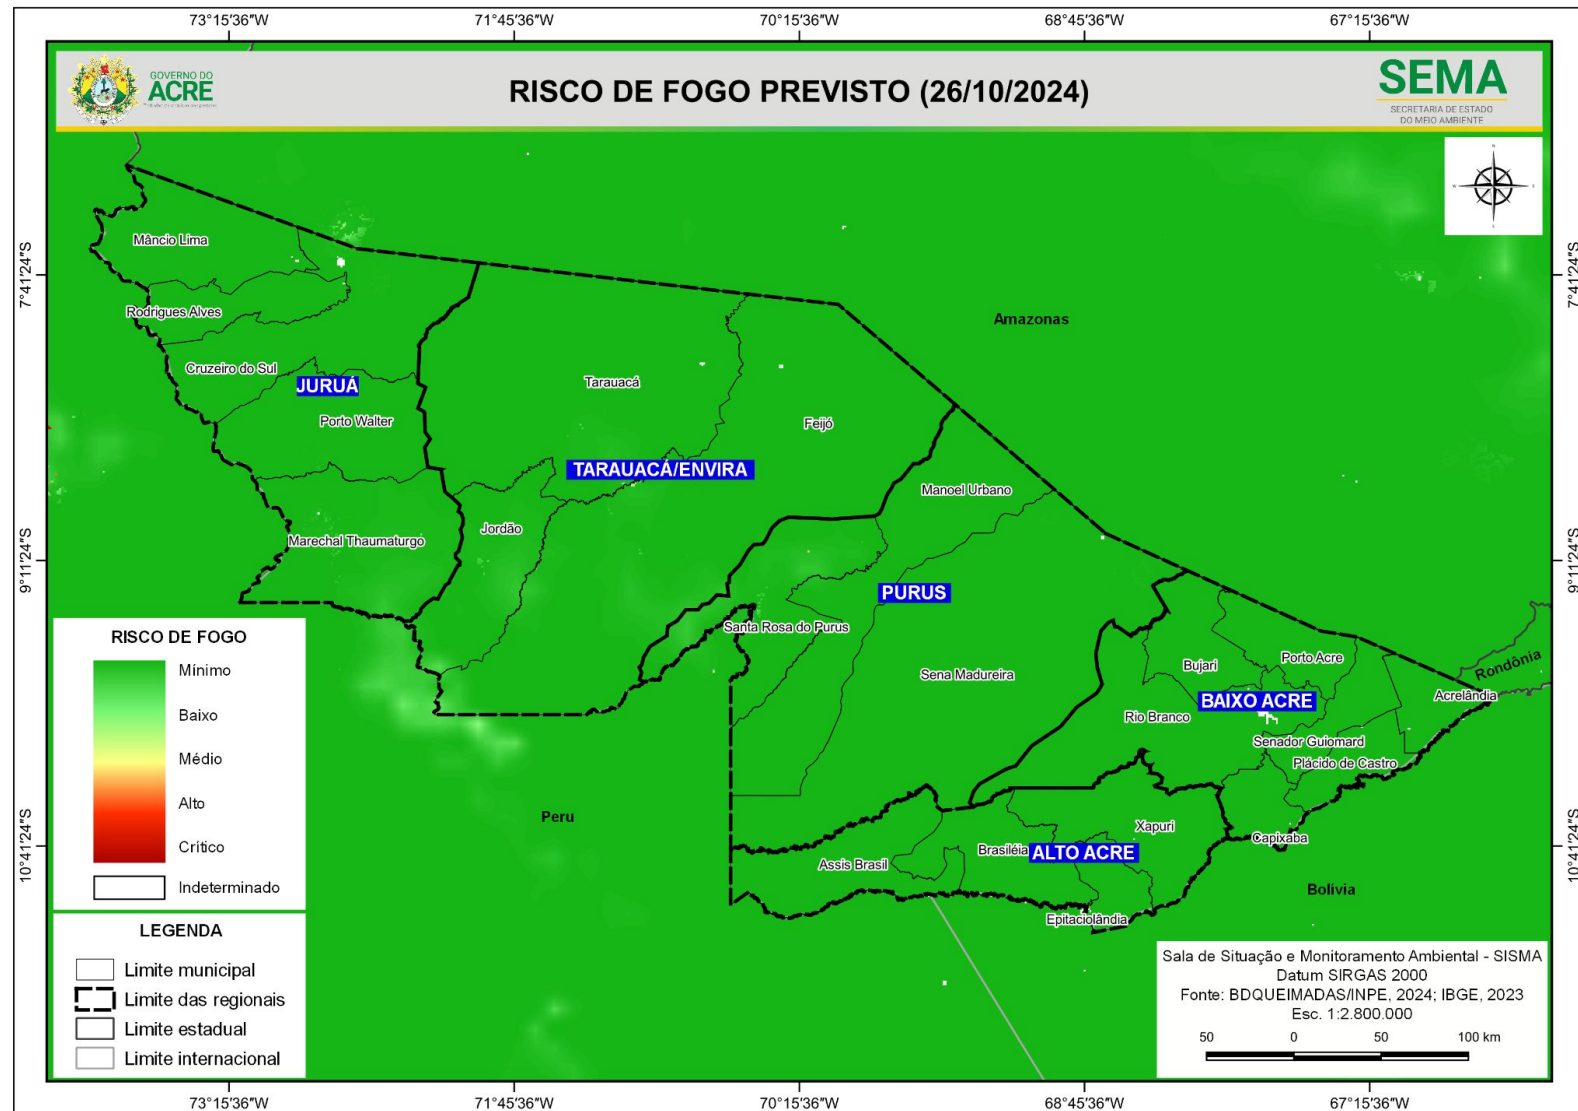 73°15'36"W 71°45'36"W 70°15'36"W 68°45'36"W 67°15'36"W
GOVERNO DO
ACRE
RISCO DE FOGO PREVISTO (26/10/2024)
SEMA
SECRETARIA DE ESTADO
DO MEIO AMBIENTE
N
W E
S
7°41'24"S
7°41'24"S
9°11'24"S
9°11'24"S
10°41'24"S
10°41'24"S
Mâncio Lima
Rodrigues Alves
Cruzeiro do Sul
JURUÁ
Porto Walter
Marechal Thaumaturgo
Tarauacá
Feijó
TARAUACÁ/ENVIRA
Jordão
Amazonas
Manoel Urbano
PURUS
Santa Rosa do Purus
Sena Madureira
Bujari
Porto Acre
Rondônia
Acrelândia
BAIXO ACRE
Rio Branco
Senador Guiomard
Plácido de Castro
Peru
Xapuri
Capixaba
Brasiléia
ALTO ACRE
Assis Brasil
Bolívia
Epitaciolândia
RISCO DE FOGO
Mínimo
Baixo
Médio
Alto
Crítico
Indeterminado
LEGENDA
Limite municipal
Limite das regionais
Limite estadual
Limite internacional
Sala de Situação e Monitoramento Ambiental - SISMA
Datum SIRGAS 2000
Fonte: BDQUEIMADAS/INPE, 2024; IBGE, 2023
Esc. 1:2.800.000
50 0 50 100 km
73°15'36"W 71°45'36"W 70°15'36"W 68°45'36"W 67°15'36"W